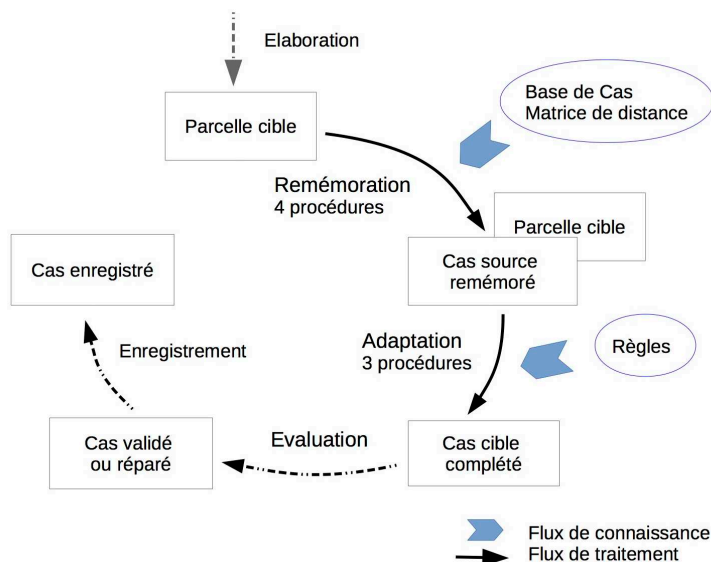 Elaboration
Parcelle cible
Base de Cas
Matrice de distance
Remémoration
4 procédures
Parcelle cible
Cas source
remémoré
Cas enregistré
Adaptation
3 procédures
Règles
Enregistrement
Evaluation
Cas validé
ou réparé
Cas cible
complété
Flux de connaissance
Flux de traitement